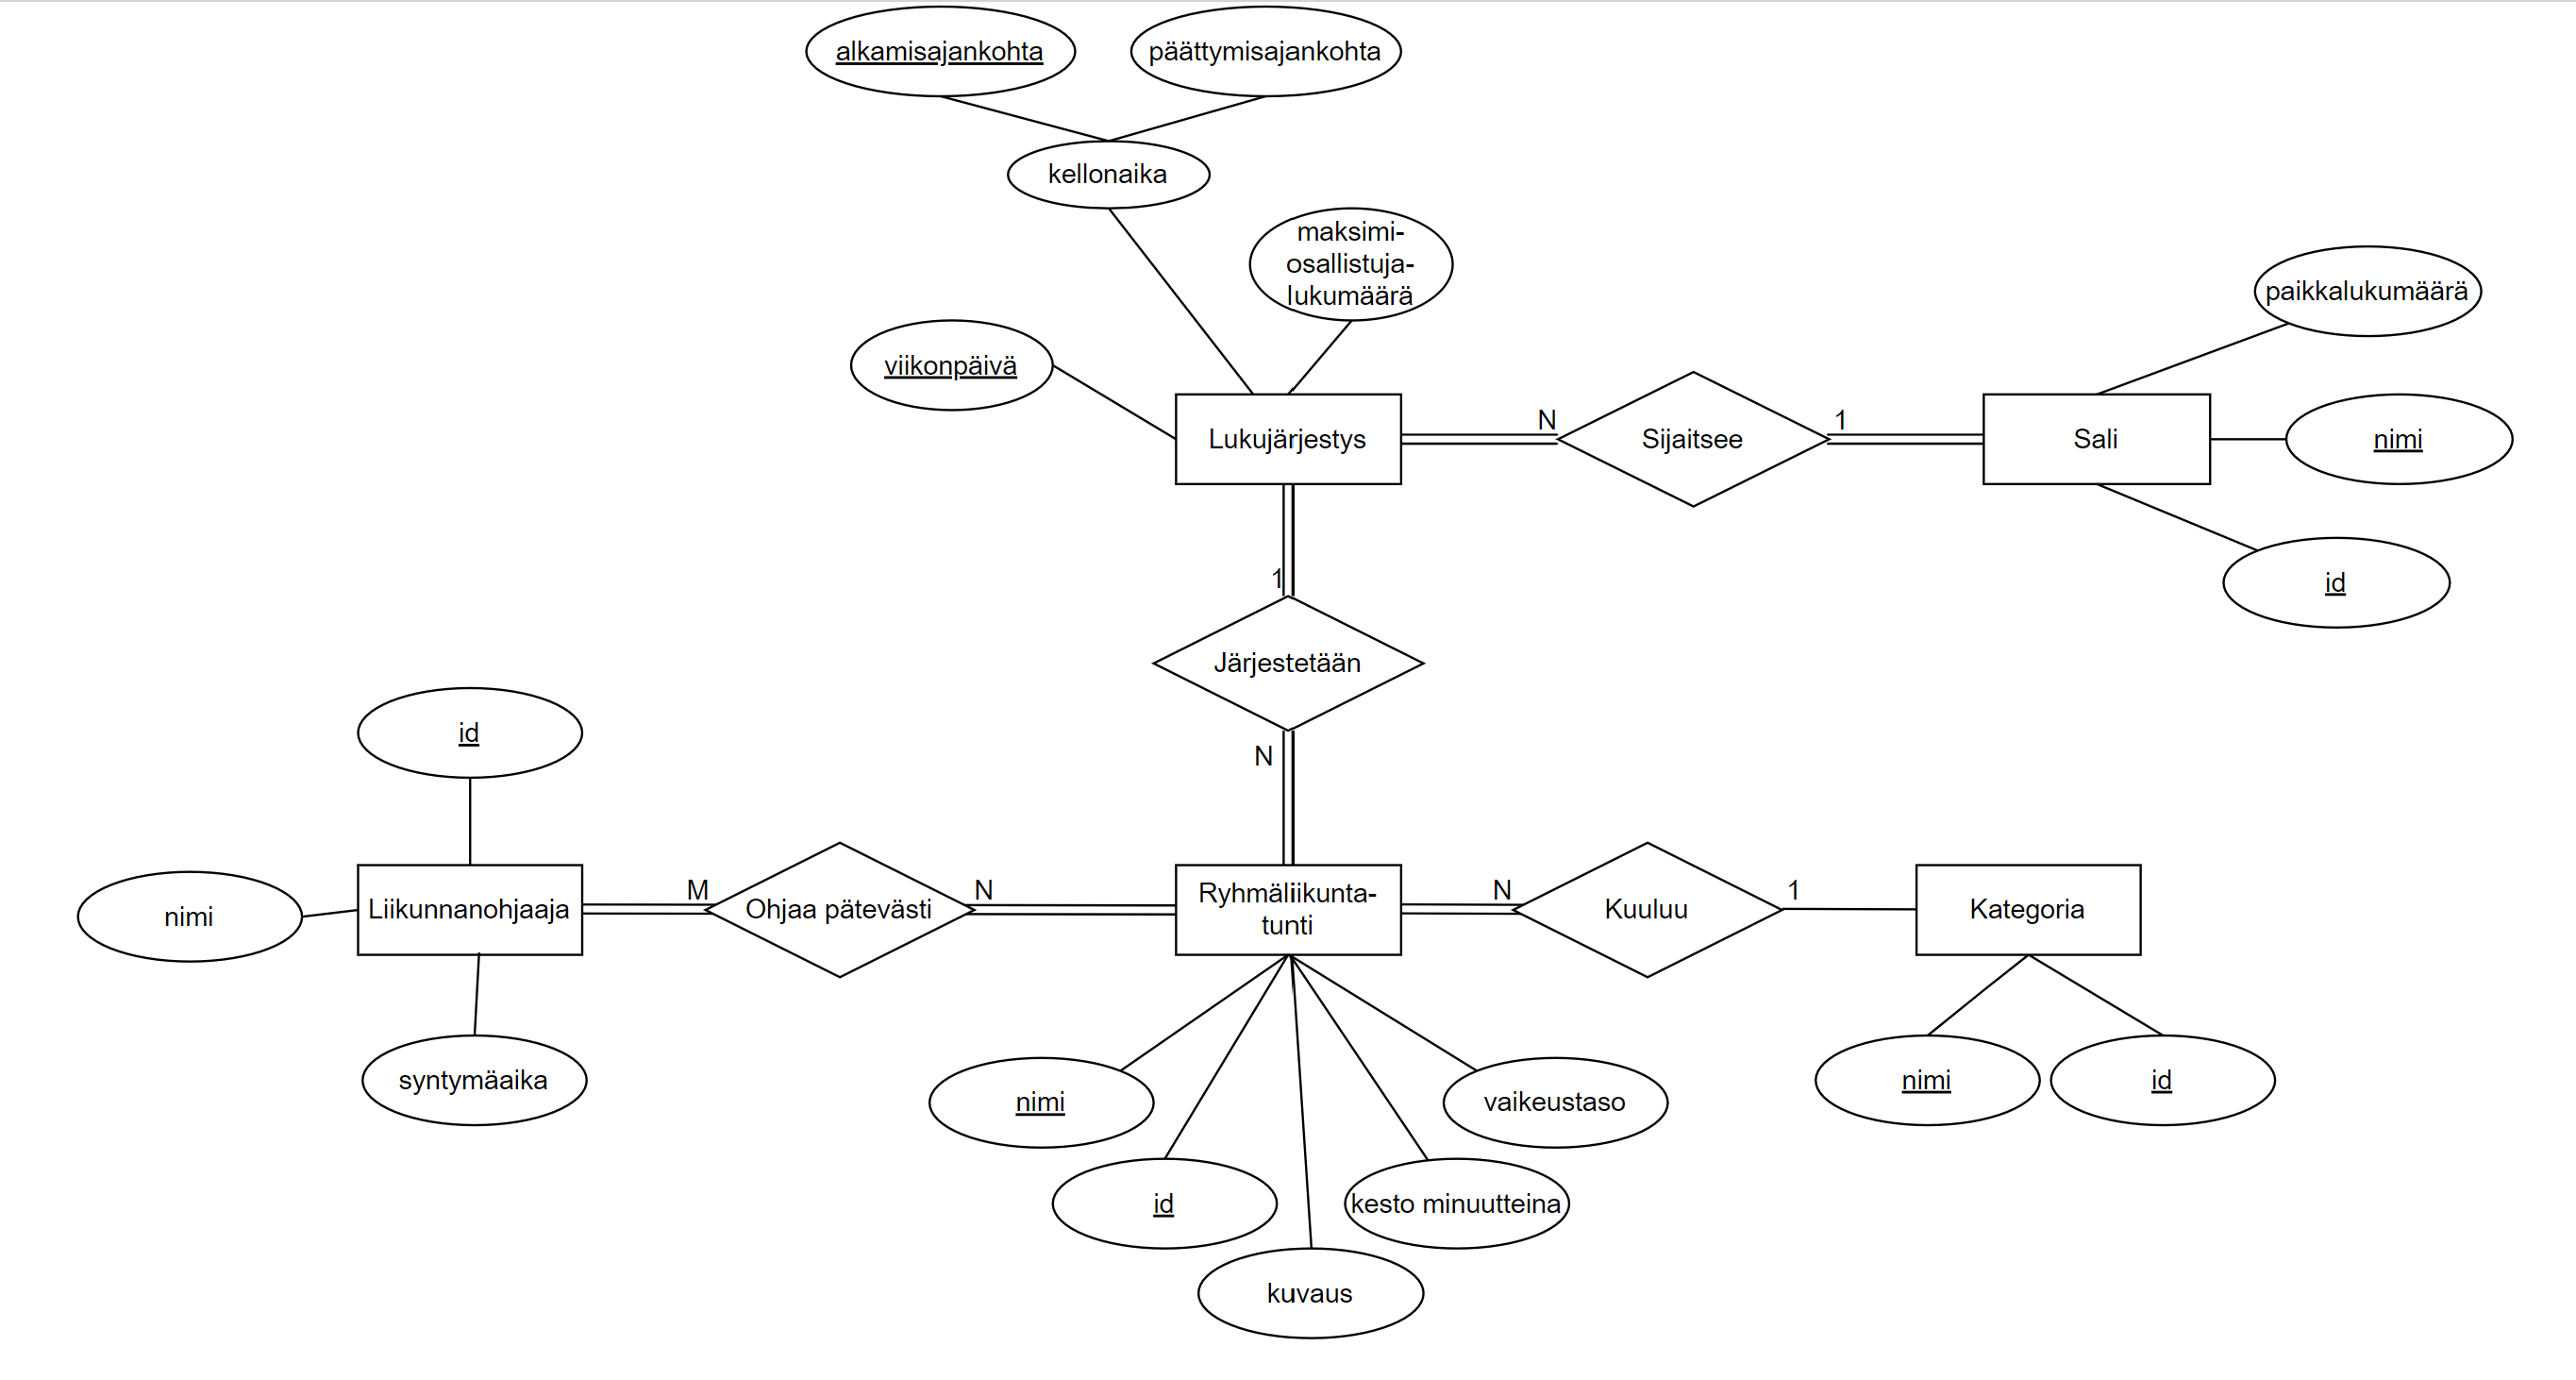 alkamisajankohta
päättymisajankohta
kellonaika
maksimi-
osallistuja-
lukumäärä
paikkalukumäärä
viikonpäivä
Lukujärjestys
N
Sijaitsee
1
Sali
nimi
id
1
Järjestetään
N
id
nimi
Liikunnanohjaaja
M
Ohjaa pätevästi
N
Ryhmäliikunta-
tunti
N
Kuuluu
1
Kategoria
syntymäaika
nimi
vaikeustaso
nimi
id
id
kesto minuutteina
kuvaus